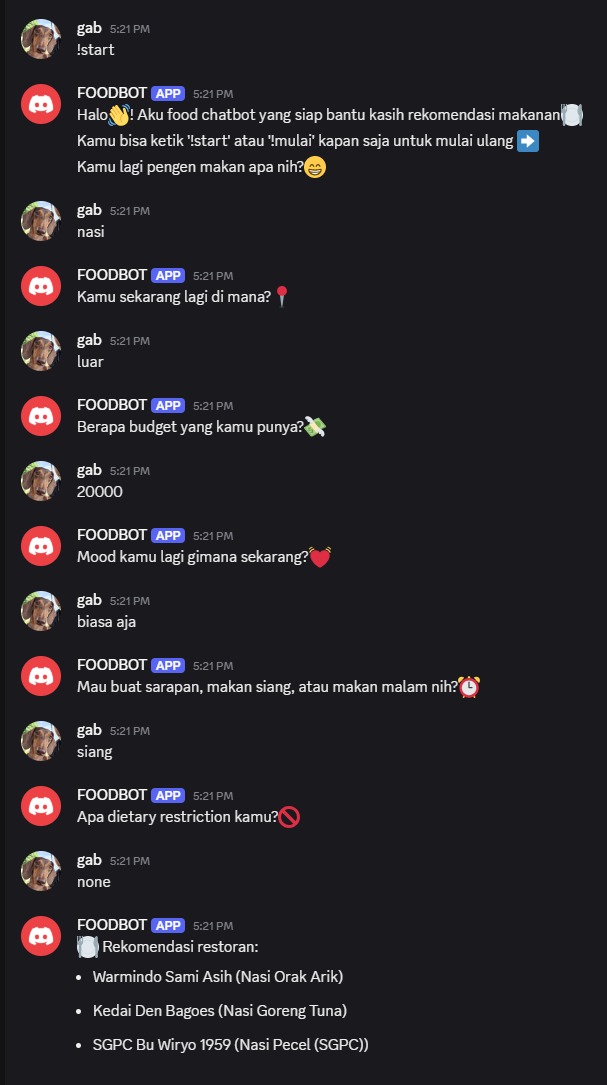 gab 5:21 PM
!start
FOODBOT APP 5:21 PM
Halo👋! Aku food chatbot yang siap bantu kasih rekomendasi makanan🍽️
Kamu bisa ketik '!start' atau '!mulai' kapan saja untuk mulai ulang ➡️
Kamu lagi pengen makan apa nih?😁
gab 5:21 PM
nasi
FOODBOT APP 5:21 PM
Kamu sekarang lagi di mana?📍
gab 5:21 PM
luar
FOODBOT APP 5:21 PM
Berapa budget yang kamu punya?💸
gab 5:21 PM
20000
FOODBOT APP 5:21 PM
Mood kamu lagi gimana sekarang?💓
gab 5:21 PM
biasa aja
FOODBOT APP 5:21 PM
Mau buat sarapan, makan siang, atau makan malam nih?⏰
gab 5:21 PM
siang
FOODBOT APP 5:21 PM
Apa dietary restriction kamu?🚫
gab 5:21 PM
none
FOODBOT APP 5:21 PM
🍽️ Rekomendasi restoran:
• Warmindo Sami Asih (Nasi Orak Arik)
• Kedai Den Bagoes (Nasi Goreng Tuna)
• SGPC Bu Wiryo 1959 (Nasi Pecel (SGPC))